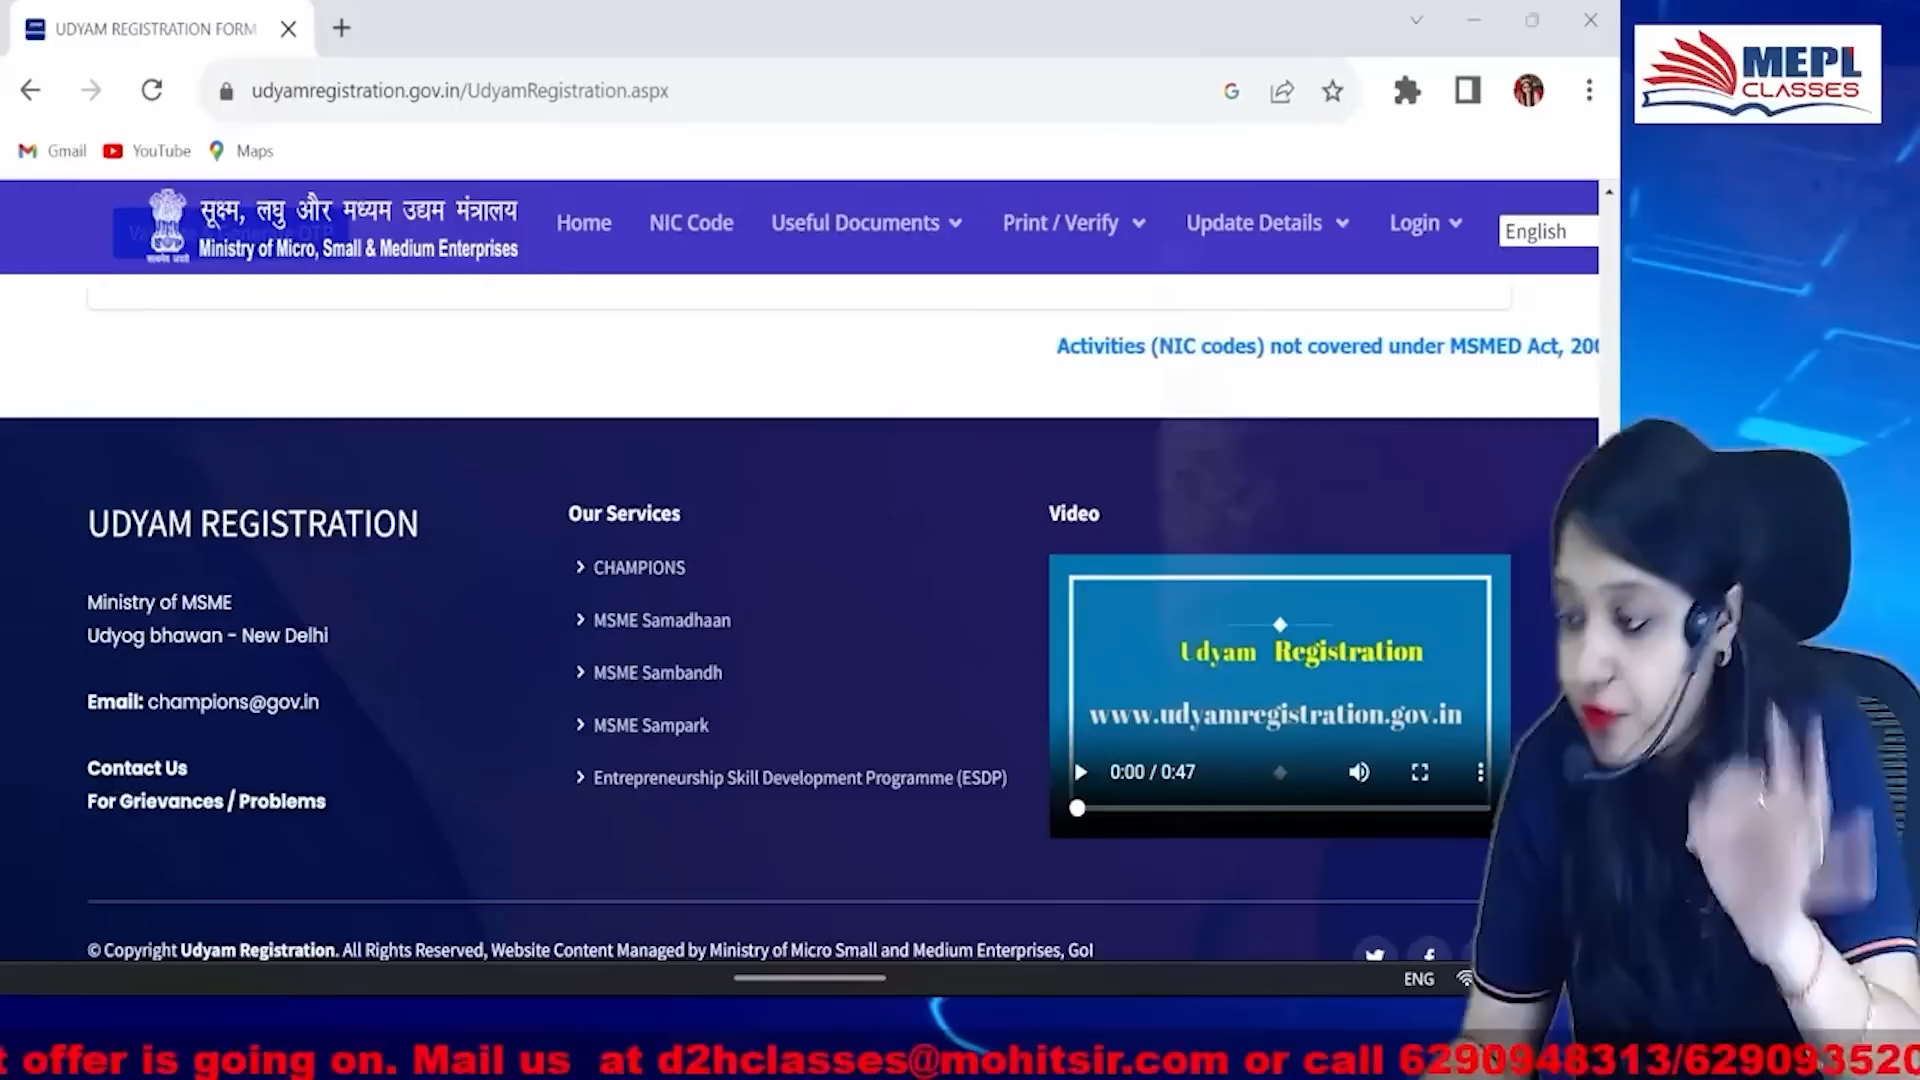 UDYAM REGISTRATION FORM
udyamregistration.gov.in/UdyamRegistration.aspx
MEPL
CLASSES
Gmail YouTube Maps
सूक्ष्म, लघु और मध्यम उद्यम मंत्रालय
Ministry of Micro, Small & Medium Enterprises
Home NIC Code Useful Documents Print / Verify Update Details Login English
Activities (NIC codes) not covered under MSMED Act, 200
UDYAM REGISTRATION
Ministry of MSME
Udyog bhawan - New Delhi
Email: champions@gov.in
Contact Us
For Grievances / Problems
Our Services
CHAMPIONS
MSME Samadhaan
MSME Sambandh
MSME Sampark
Entrepreneurship Skill Development Programme (ESDP)
Video
Udyam Registration
www.udyamregistration.gov.in
0:00 / 0:47
© Copyright Udyam Registration. All Rights Reserved, Website Content Managed by Ministry of Micro Small and Medium Enterprises, GoI
ENG
t offer is going on. Mail us at d2hclasses@mohitsir.com or call 6290948313/629093520